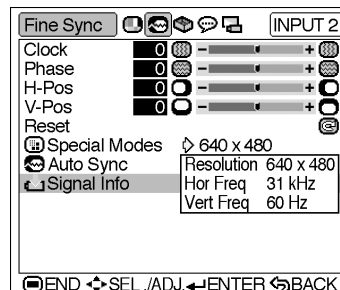 Fine Sync INPUT 2
Clock 0 - +
Phase 0 - +
H-Pos 0 - +
V-Pos 0 - +
Reset
Special Modes 640 x 480
Auto Sync
Signal Info
Resolution 640 x 480
Hor Freq 31 kHz
Vert Freq 60 Hz
END SEL./ADJ. ENTER BACK